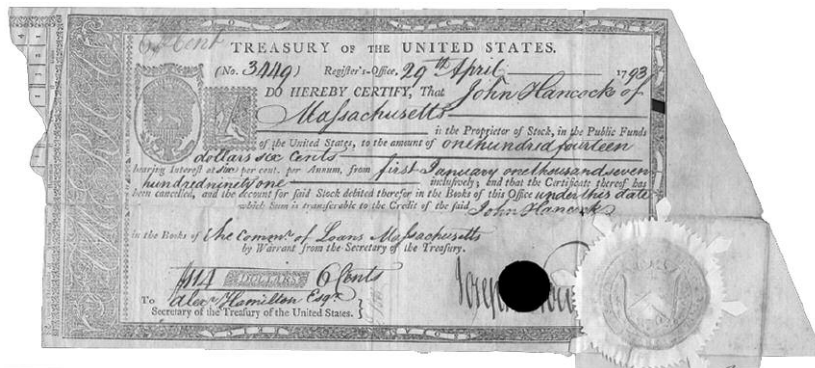 6 ⅌ Cent
TREASURY OF THE UNITED STATES.
(No. 3449) Register's-Office, 29th April 1793
I DO HEREBY CERTIFY, That John Hancock of
Massachusetts is the Proprietor of Stock, in the Public Funds
of the United States, to the amount of one hundred fourteen
dollars six Cents
bearing Interest at six per cent. per Annum, from first January one thousand seven
hundred ninety one inclusively; and that the Certificate thereof has
been cancelled, and the Account for said Stock debited therefor in the Books of this Office under this date
which Sum is transferable to the Credit of the said John Hancock
in the Books of the Commr. of Loans Massachusetts
by Warrant from the Secretary of the Treasury.
114 DOLLARS 6 Cents
To Alexr. Hamilton Esqr.
Secretary of the Treasury of the United States.
Joseph